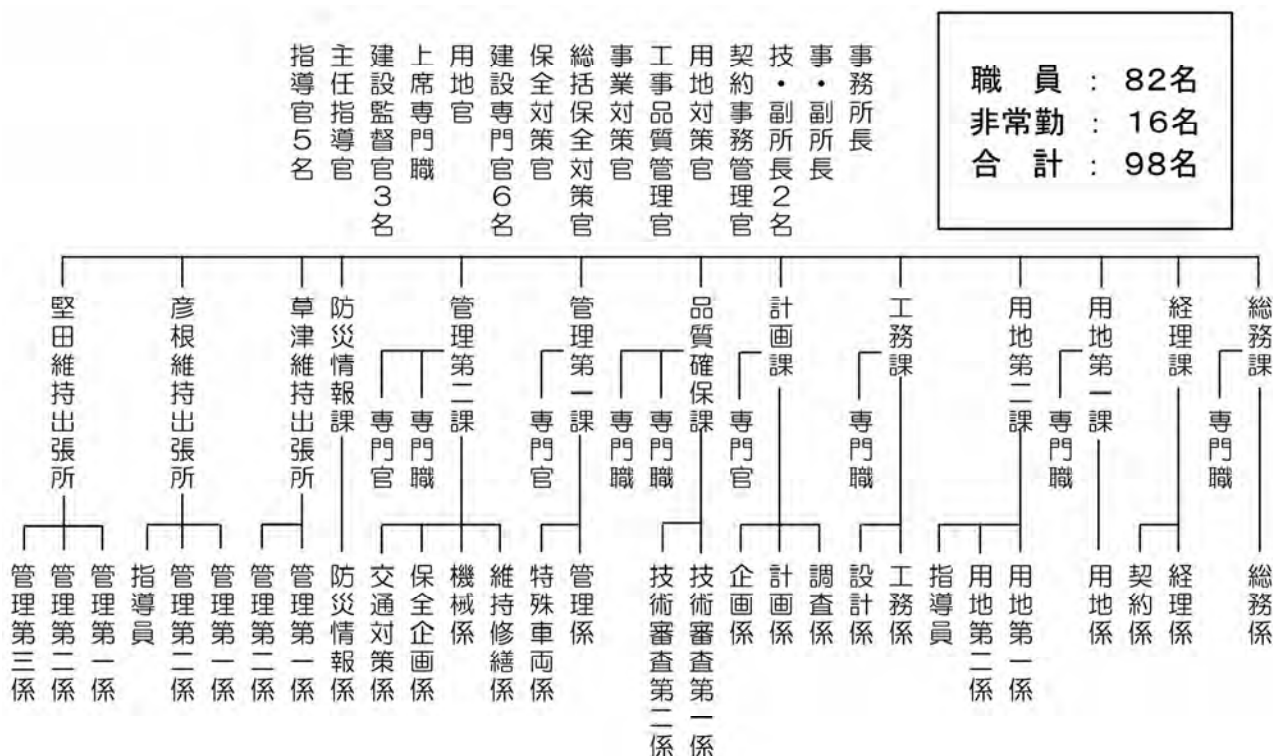 事務所長
事・副所長
技・副所長2名
契約事務管理官
用地対策官
工事品質管理官
事業対策官
総括保全対策官
保全対策官
建設専門官6名
用地官
上席専門職
建設監督官3名
主任指導官
指導官5名
職　員　：　82名
非常勤　：　16名
合　計　：　98名
総務課
経理課
用地第一課
用地第二課
工務課
計画課
品質確保課
管理第一課
管理第二課
防災情報課
草津維持出張所
彦根維持出張所
堅田維持出張所
専門職
専門職
専門職
専門官
専門職
専門職
専門官
専門職
専門官
総務係
経理係
契約係
用地係
用地第一係
用地第二係
指導員
工務係
設計係
調査係
計画係
企画係
技術審査第一係
技術審査第二係
管理係
特殊車両係
維持修繕係
機械係
保全企画係
交通対策係
防災情報係
管理第一係
管理第二係
管理第一係
管理第二係
指導員
管理第一係
管理第二係
管理第三係